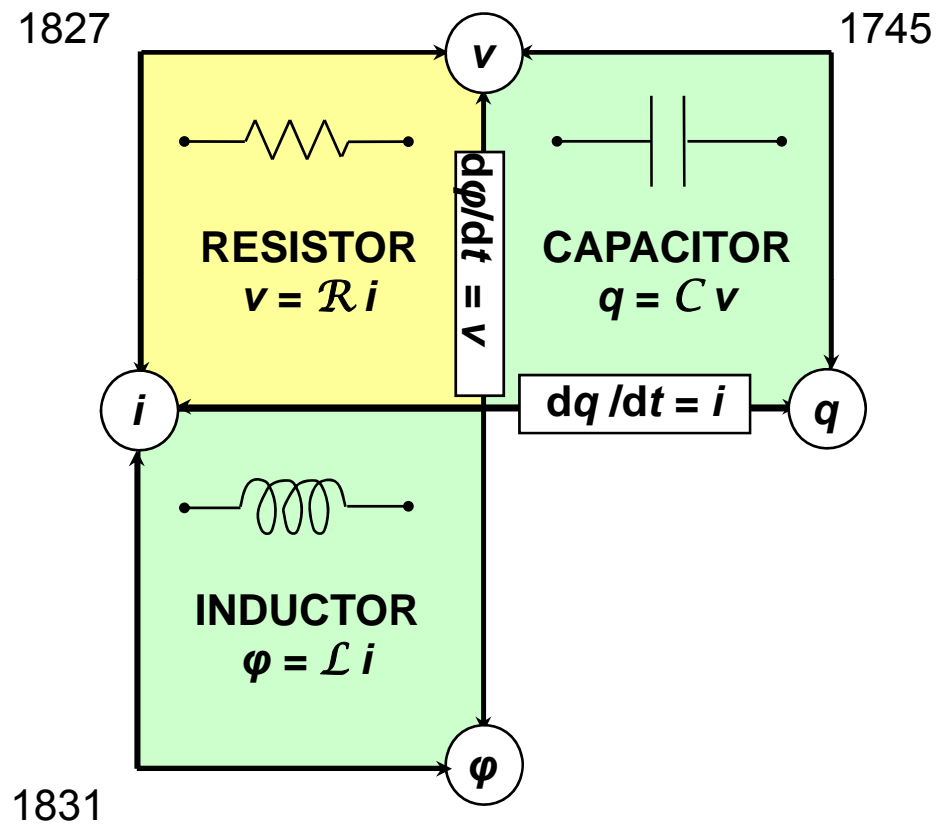 1827
1745
v
RESISTOR
v = ℛ i
dφ/dt = v
CAPACITOR
q = C v
i
dq /dt = i
q
INDUCTOR
φ = ℒ i
φ
1831